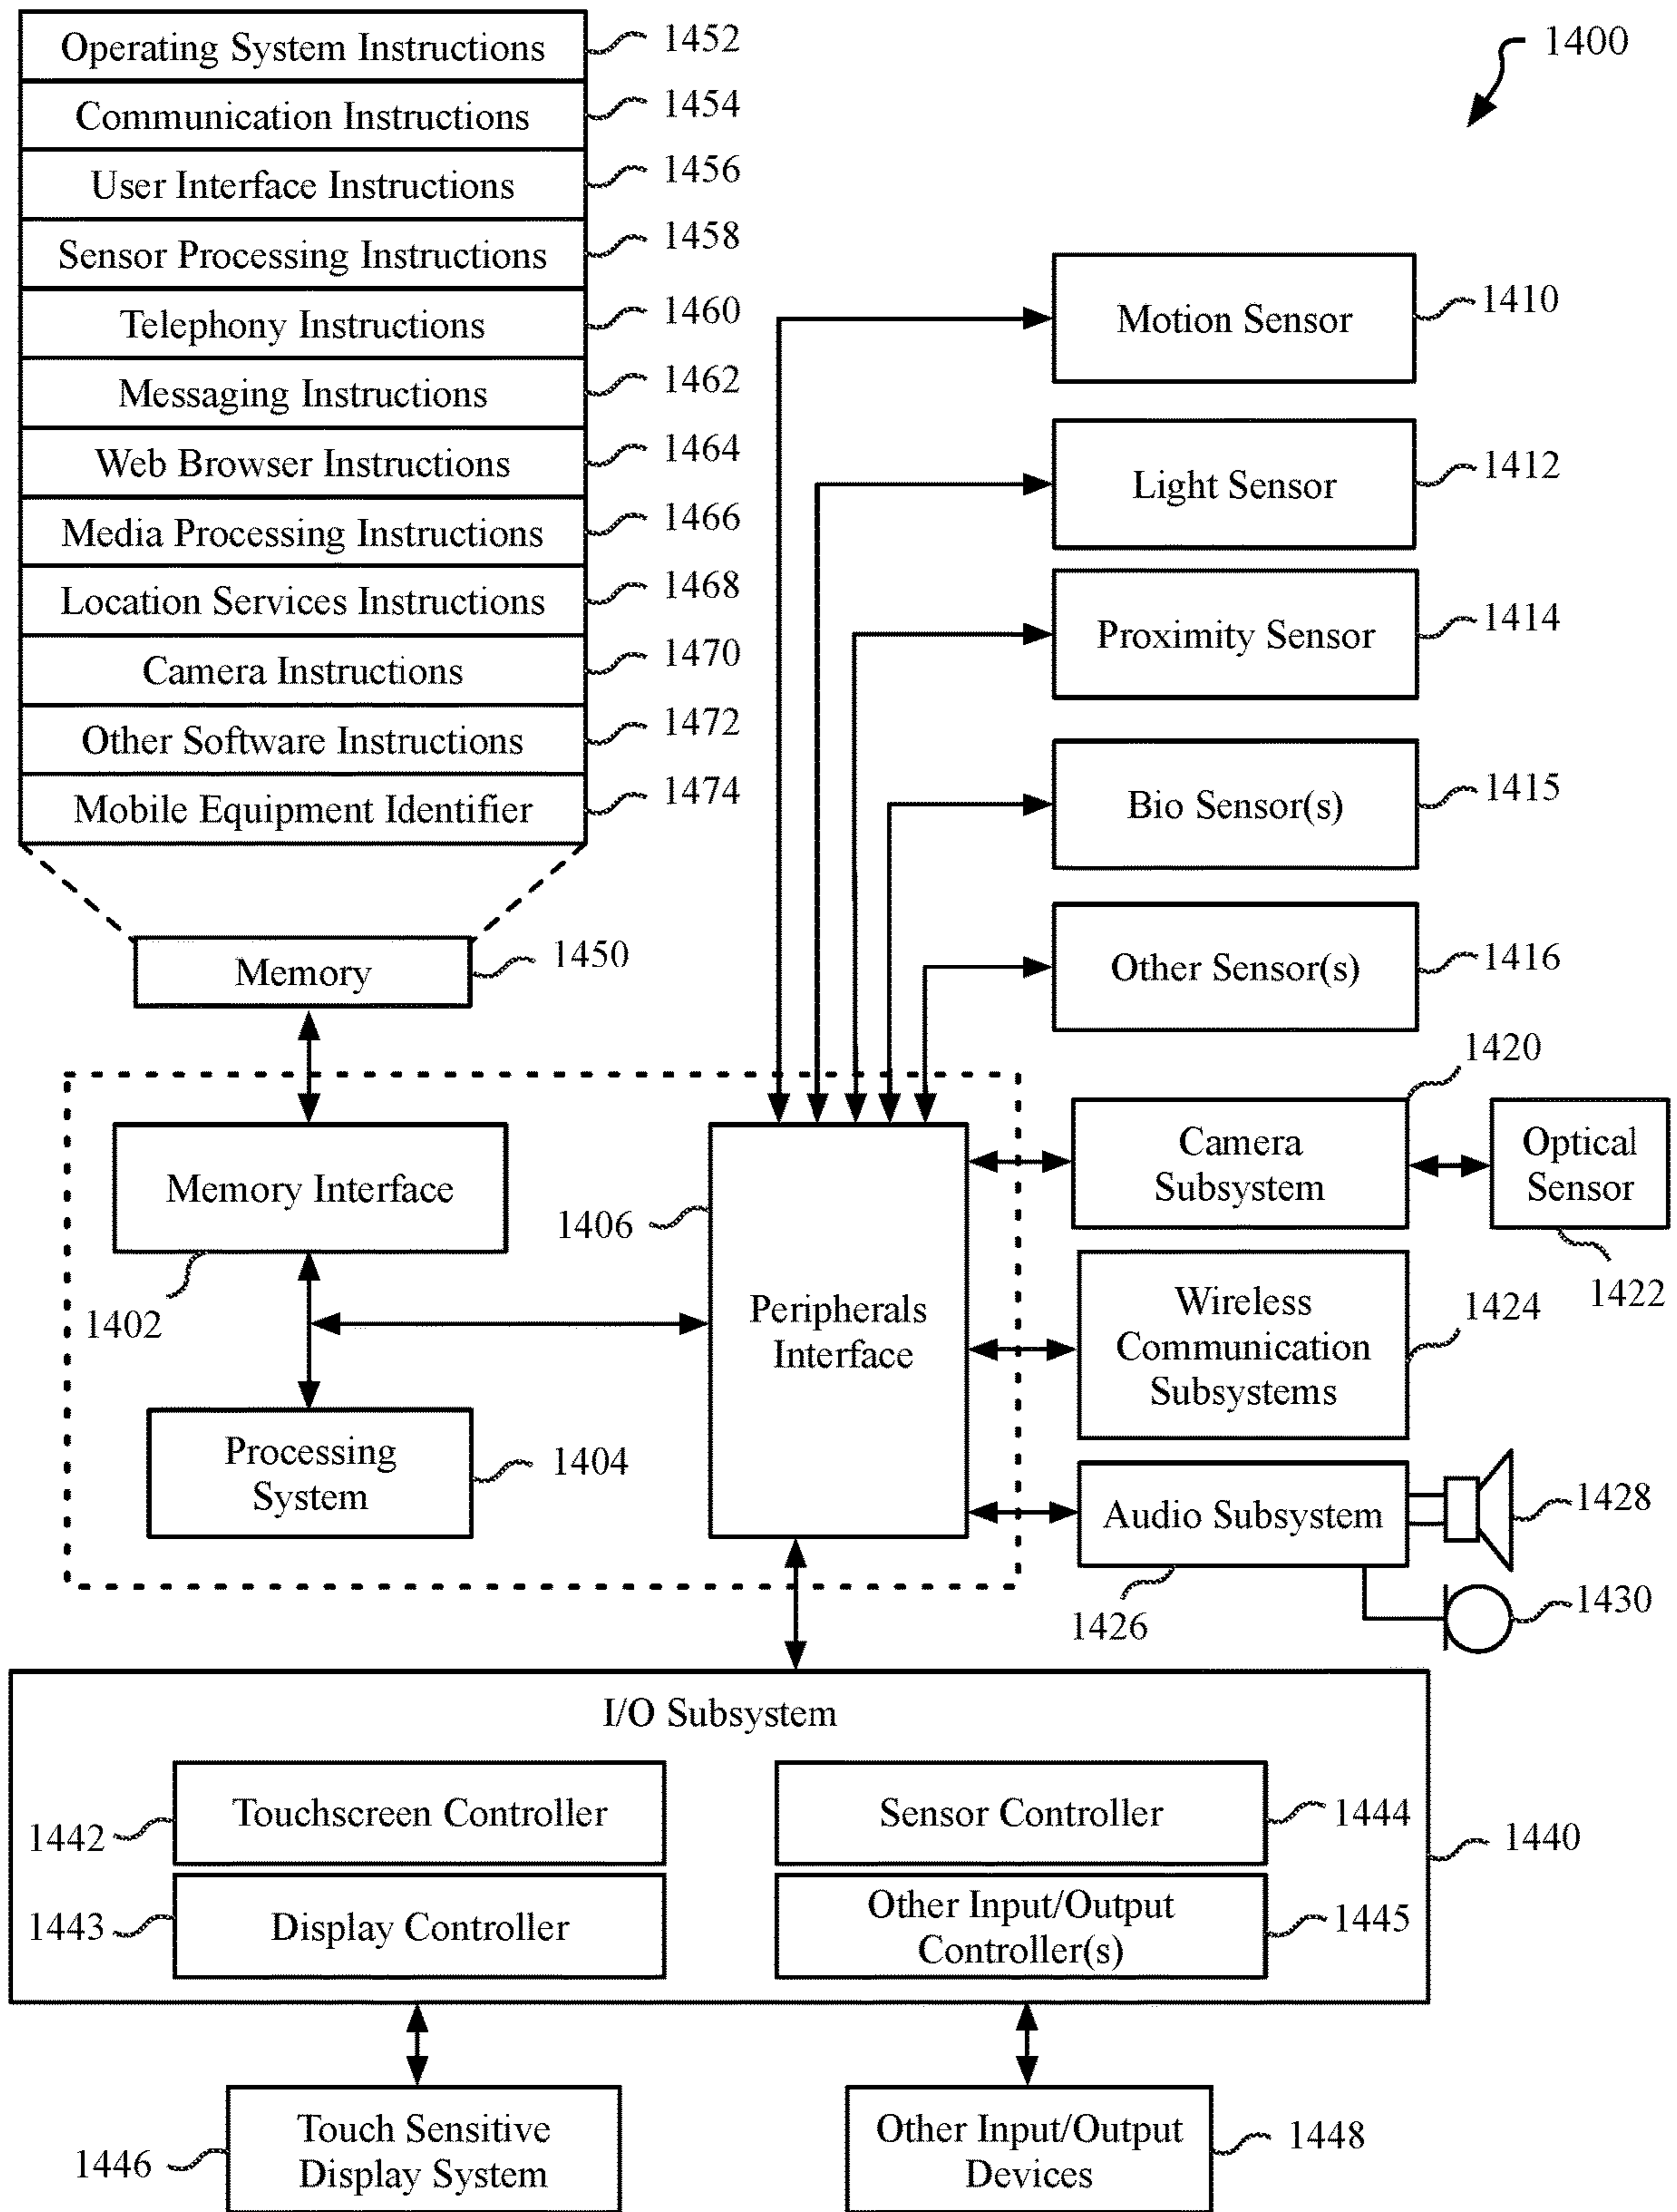 1400
Operating System Instructions 1452
Communication Instructions 1454
User Interface Instructions 1456
Sensor Processing Instructions 1458
Telephony Instructions 1460
Messaging Instructions 1462
Web Browser Instructions 1464
Media Processing Instructions 1466
Location Services Instructions 1468
Camera Instructions 1470
Other Software Instructions 1472
Mobile Equipment Identifier 1474
Memory 1450
Motion Sensor 1410
Light Sensor 1412
Proximity Sensor 1414
Bio Sensor(s) 1415
Other Sensor(s) 1416
Memory Interface
1402
Processing
System
1404
1406
Peripherals
Interface
1420
Camera
Subsystem
Optical
Sensor
1422
Wireless
Communication
Subsystems
1424
Audio Subsystem
1426
1428
1430
I/O Subsystem
1440
1442 Touchscreen Controller
Sensor Controller 1444
1443 Display Controller
Other Input/Output
Controller(s)
1445
Touch Sensitive
Display System
1446
Other Input/Output
Devices
1448